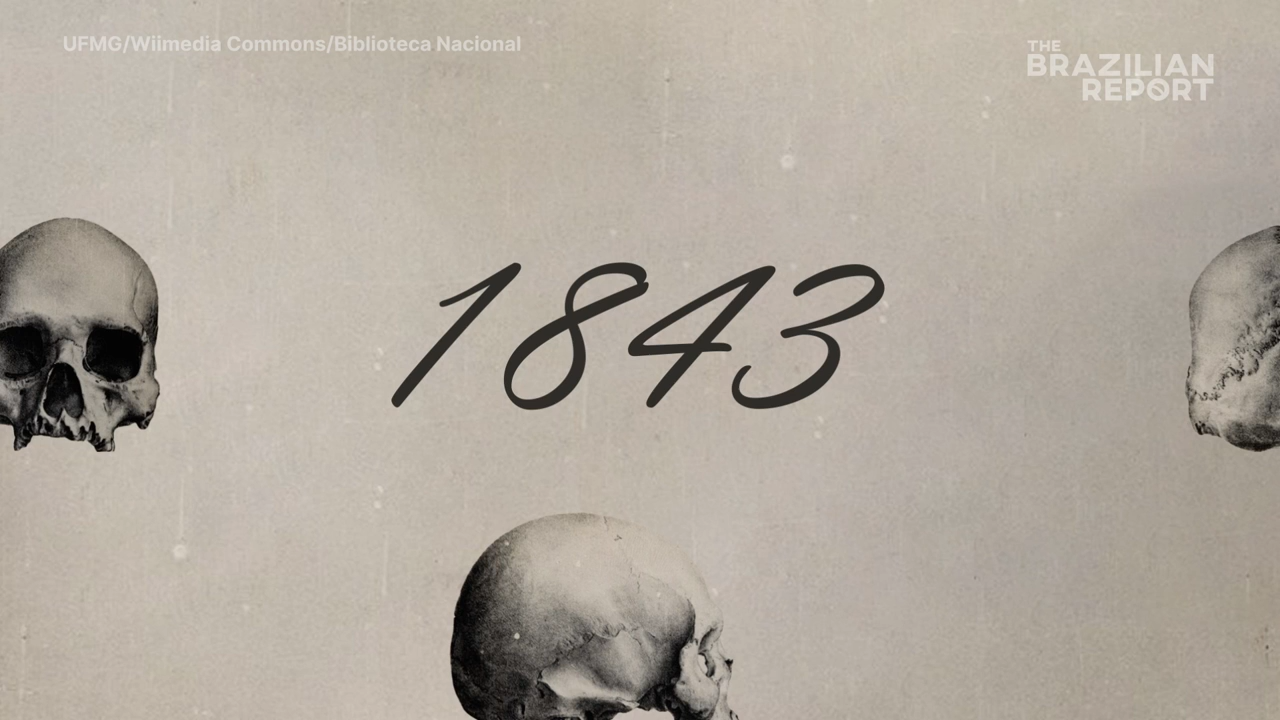 UFMG/Wiimedia Commons/Biblioteca Nacional
THE
BRAZILIAN
REPORT
1843